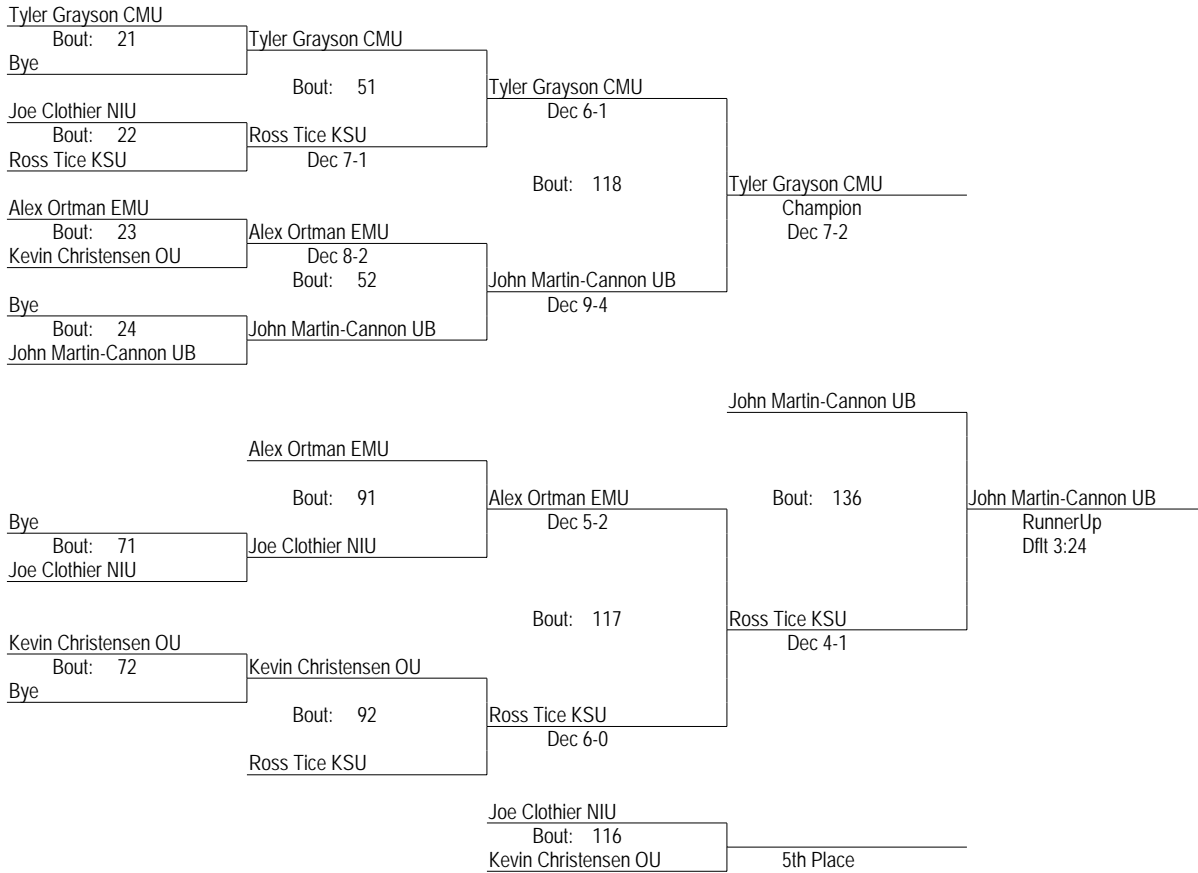 Tyler Grayson CMU
Bout: 21
Bye
Tyler Grayson CMU
Bout: 51
Joe Clothier NIU
Bout: 22
Ross Tice KSU
Ross Tice KSU
Dec 7-1
Tyler Grayson CMU
Dec 6-1
Bout: 118
Alex Ortman EMU
Bout: 23
Kevin Christensen OU
Alex Ortman EMU
Dec 8-2
Bout: 52
Bye
Bout: 24
John Martin-Cannon UB
John Martin-Cannon UB
John Martin-Cannon UB
Dec 9-4
Tyler Grayson CMU
Champion
Dec 7-2
John Martin-Cannon UB
Alex Ortman EMU
Bout: 91
Bye
Bout: 71
Joe Clothier NIU
Joe Clothier NIU
Alex Ortman EMU
Dec 5-2
Bout: 136
John Martin-Cannon UB
RunnerUp
Dflt 3:24
Bout: 117
Kevin Christensen OU
Bout: 72
Bye
Kevin Christensen OU
Bout: 92
Ross Tice KSU
Ross Tice KSU
Dec 6-0
Ross Tice KSU
Dec 4-1
Joe Clothier NIU
Bout: 116
Kevin Christensen OU
5th Place